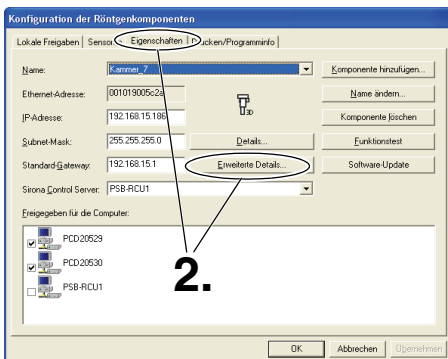 Konfiguration der Röntgenkomponenten
Lokale Freigaben Sensoren Eigenschaften Drucken/Programminfo
Name: Kammer_7 Komponente hinzufügen...
Ethernet-Adresse: 001019005c2a Name ändern...
3D
IP-Adresse: 192.168.15.186 Komponente löschen
Subnet-Mask: 255.255.255.0 Details... Funktionstest
Standard-Gateway: 192.168.15.1 Erweiterte Details... Software-Update
Sirona Control Server: PSB-RCU1
Freigegeben für die Computer:
PCD20529
PCD20530
PSB-RCU1
2.
OK Abbrechen Übernehmen